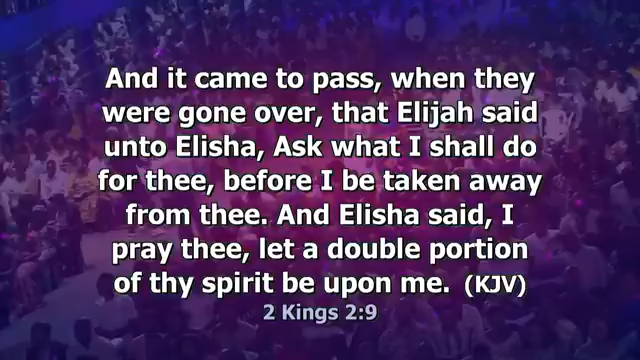 And it came to pass, when they
were gone over, that Elijah said
unto Elisha, Ask what I shall do
for thee, before I be taken away
from thee. And Elisha said, I
pray thee, let a double portion
of thy spirit be upon me. (KJV)
2 Kings 2:9